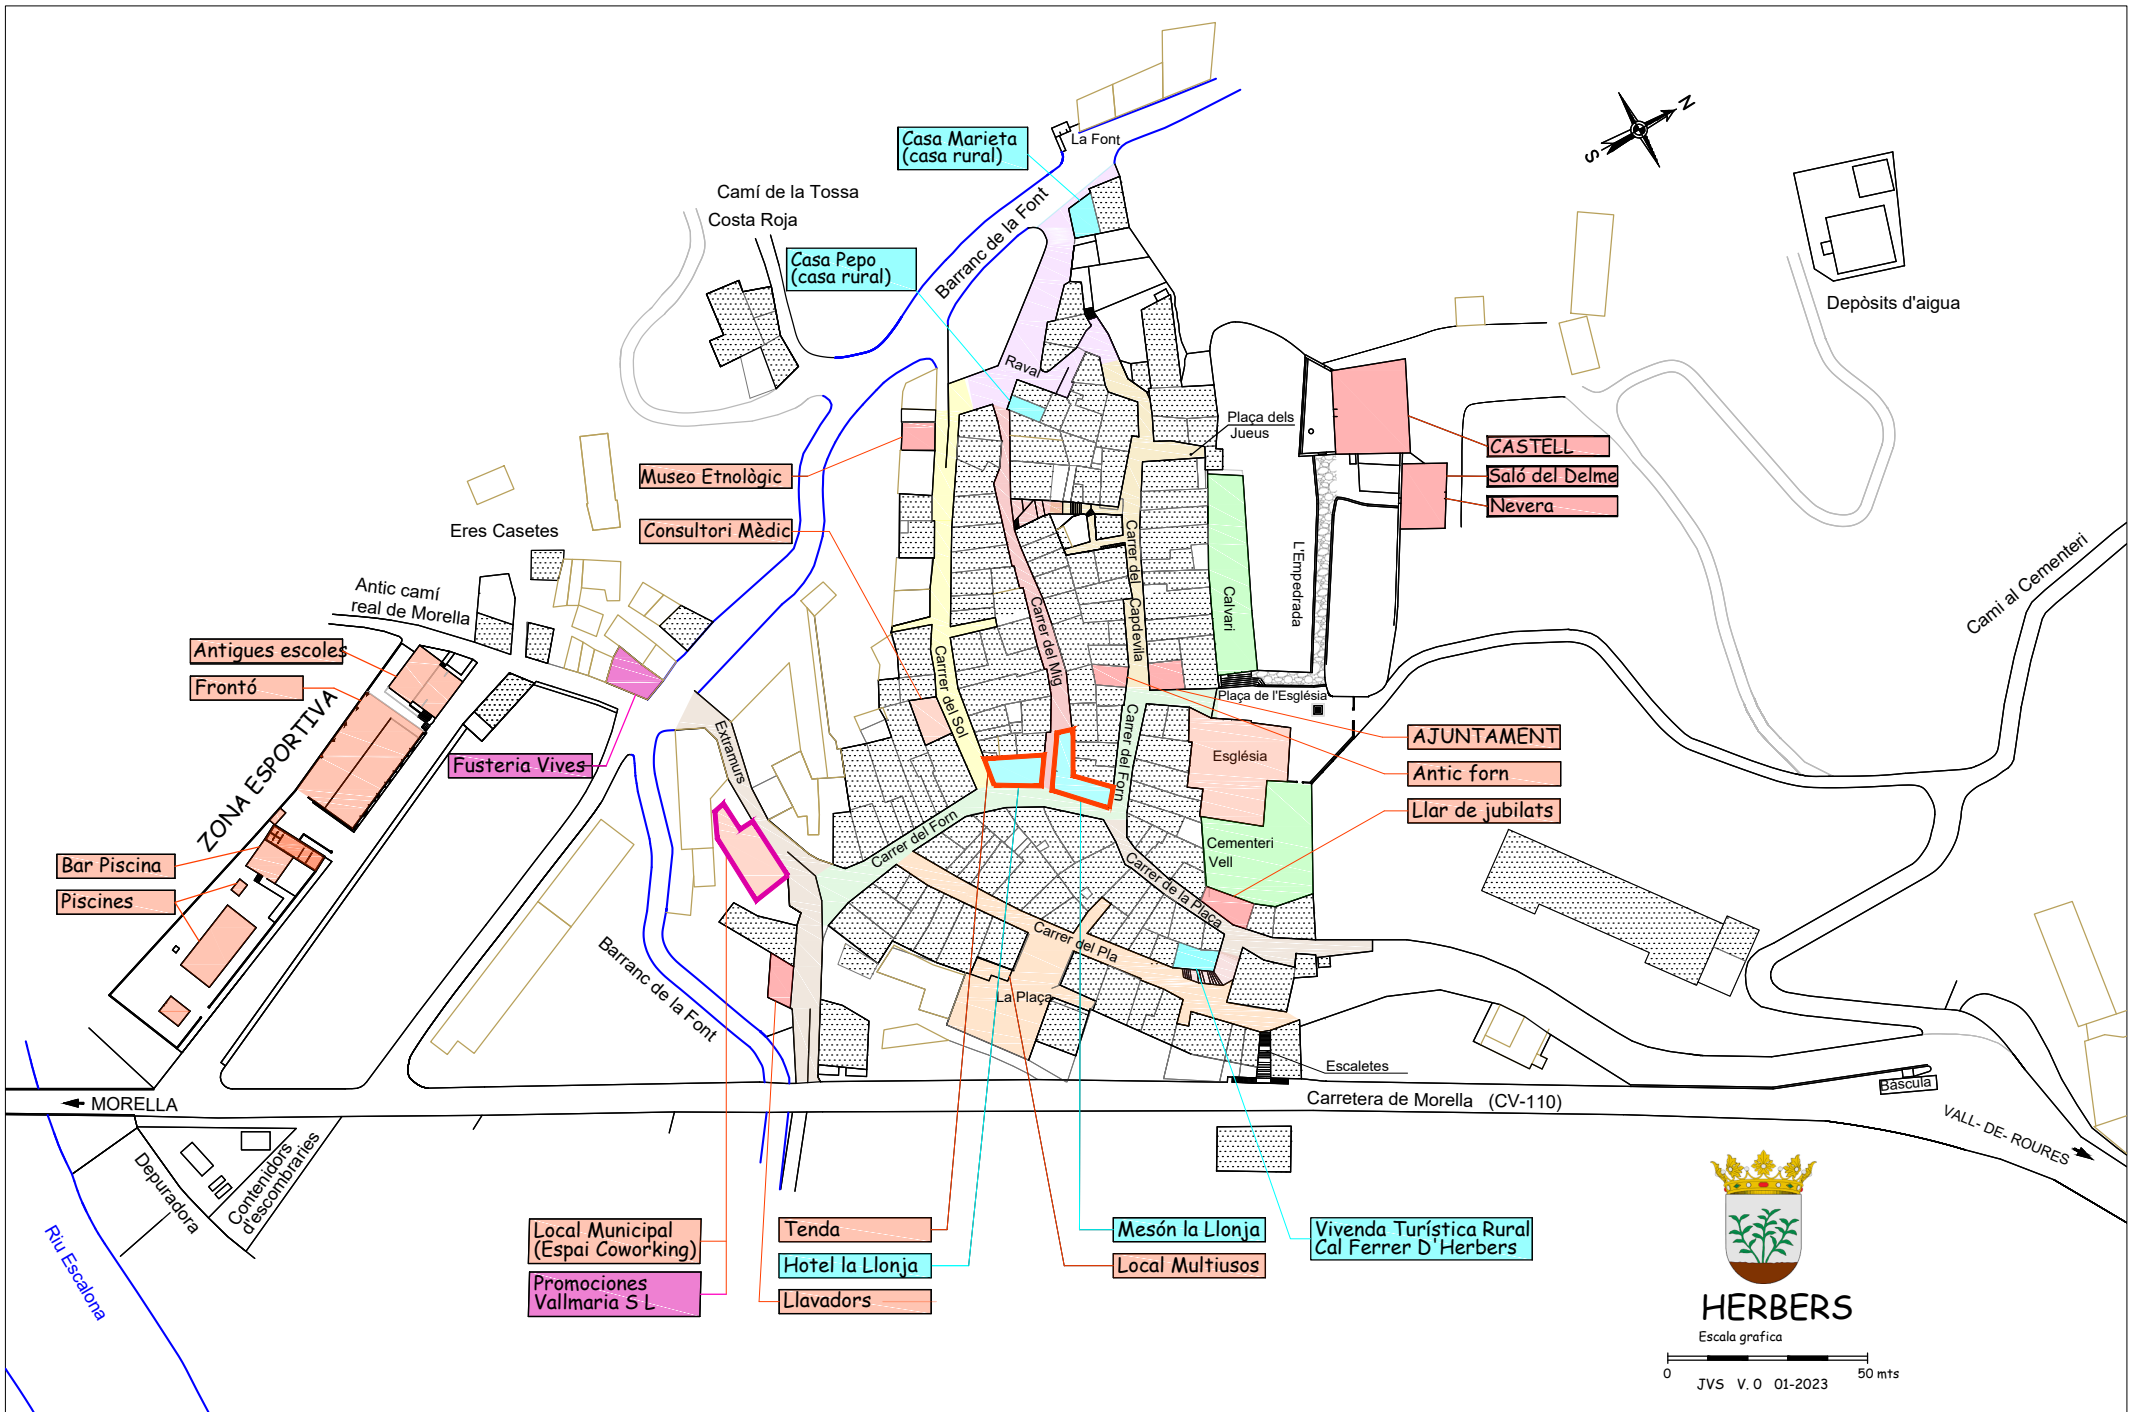 N
S
La Font
Casa Marieta
(casa rural)
Camí de la Tossa
Costa Roja
Barranc de la Font
Casa Pepo
(casa rural)
Depòsits d'aigua
Raval
Plaça dels
Jueus
CASTELL
Saló del Delme
Nevera
Museo Etnològic
Consultori Mèdic
Eres Casetes
Antic camí
real de Morella
Carrer del
Capdevila
Calvari
L'Empedrada
Cami al Cementeri
Carrer del Mig
Carrrer del Sol
Antigues escoles
Frontó
ZONA ESPORTIVA
Plaça de l'Església
Carrer del Forn
Església
AJUNTAMENT
Antic forn
Llar de jubilats
Extramurs
Fusteria Vives
Bar Piscina
Piscines
Carrer del Forn
Cementeri
Vell
Carrer de la Plaça
Carrer del Pla
La Plaça
Barranc de la Font
Escaletes
Bàscula
MORELLA
Carretera de Morella (CV-110)
VALL- DE- ROURES
Depuradora
Contenidors
d'escombraries
Riu Escalona
Local Municipal
(Espai Coworking)
Promociones
Vallmaria S L
Tenda
Hotel la Llonja
Llavadors
Mesón la Llonja
Local Multiusos
Vivenda Turística Rural
Cal Ferrer D'Herbers
HERBERS
Escala grafica
0
50 mts
JVS V. 0 01-2023